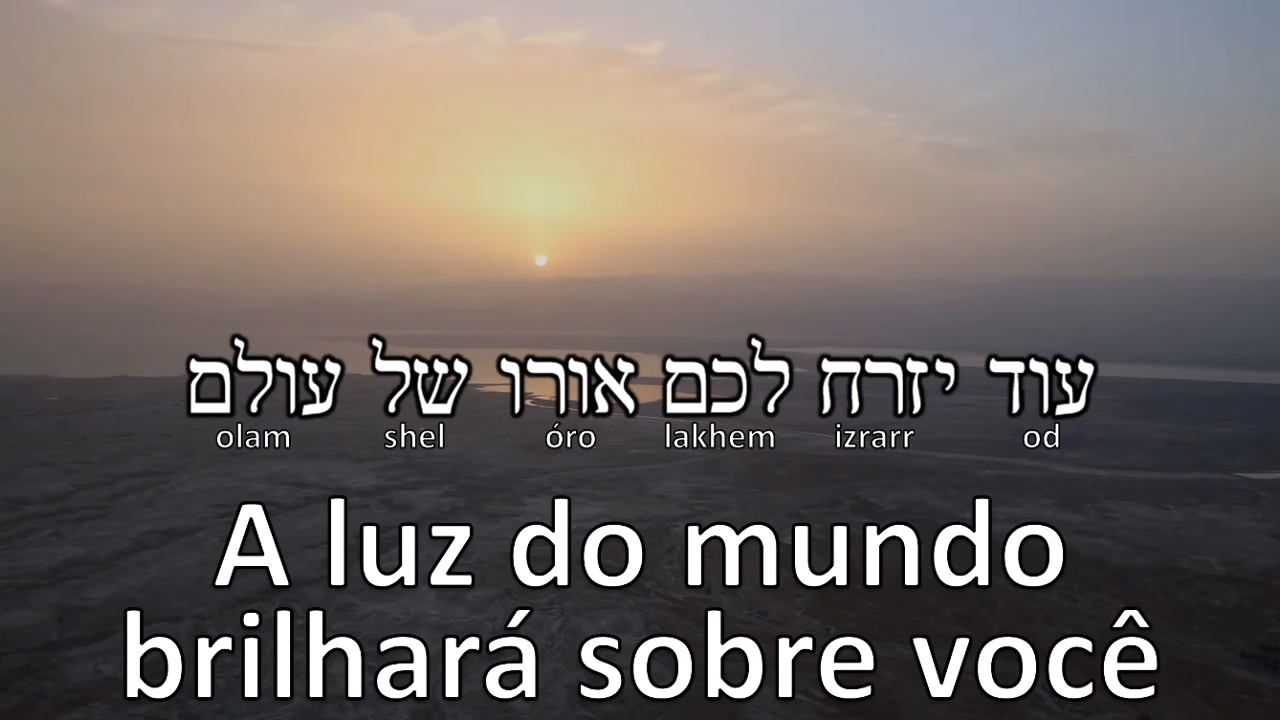 עוד יזרח לכם אורו של עולם
olam shel óro lakhem izrarr od
A luz do mundo
brilhará sobre você